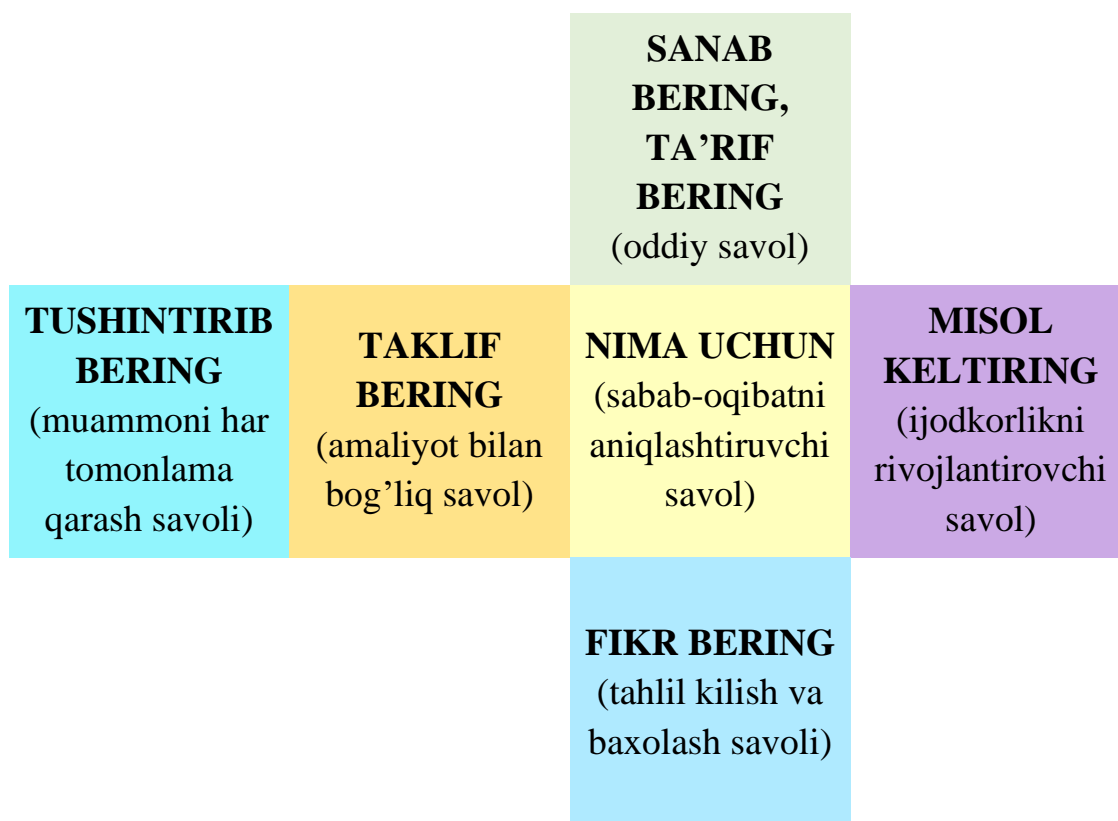 SANAB
BERING,
TA’RIF
BERING
(oddiy savol)
TUSHINTIRIB
BERING
(muammoni har
tomonlama
qarash savoli)
TAKLIF
BERING
(amaliyot bilan
bog’liq savol)
NIMA UCHUN
(sabab-oqibatni
aniqlashtiruvchi
savol)
MISOL
KELTIRING
(ijodkorlikni
rivojlantirovchi
savol)
FIKR BERING
(tahlil kilish va
baxolash savoli)